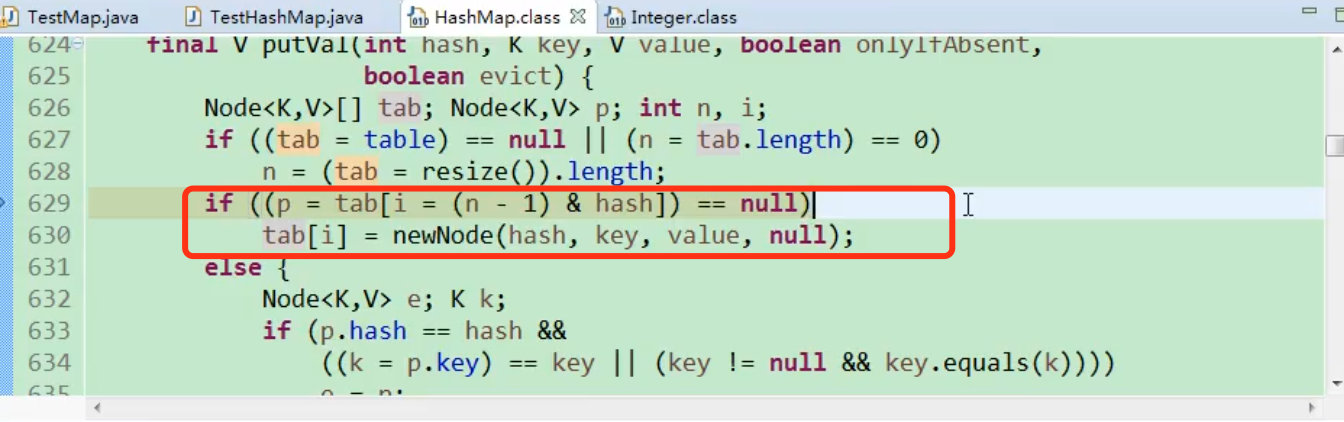 TestMap.java TestHashMap.java HashMap.class Integer.class
624 final V putVal(int hash, K key, V value, boolean onlyIfAbsent,
625 boolean evict) {
626 Node<K,V>[] tab; Node<K,V> p; int n, i;
627 if ((tab = table) == null || (n = tab.length) == 0)
628 n = (tab = resize()).length;
629 if ((p = tab[i = (n - 1) & hash]) == null)
630 tab[i] = newNode(hash, key, value, null);
631 else {
632 Node<K,V> e; K k;
633 if (p.hash == hash &&
634 ((k = p.key) == key || (key != null && key.equals(k))))
635 e = p;